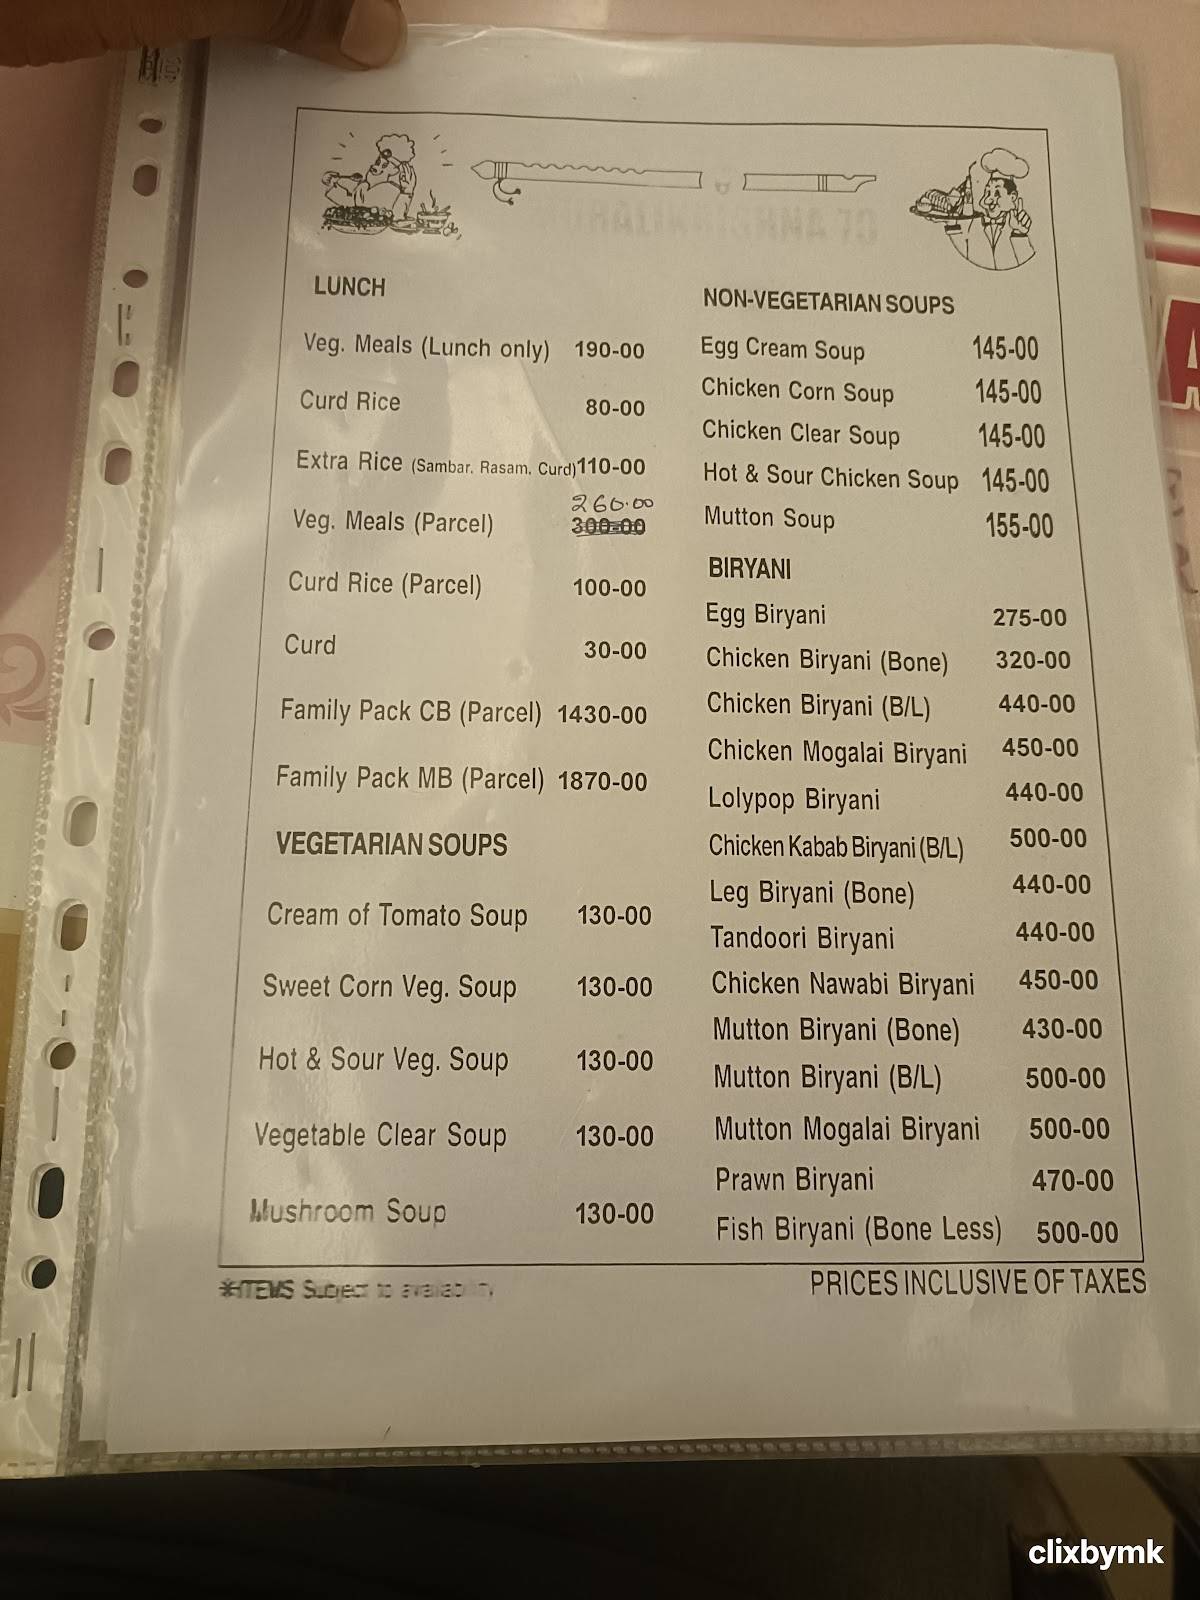 LUNCH
Veg. Meals (Lunch only) 190-00
Curd Rice 80-00
Extra Rice (Sambar. Rasam. Curd) 110-00
260.00
Veg. Meals (Parcel) 300-00
Curd Rice (Parcel) 100-00
Curd 30-00
Family Pack CB (Parcel) 1430-00
Family Pack MB (Parcel) 1870-00
VEGETARIAN SOUPS
Cream of Tomato Soup 130-00
Sweet Corn Veg. Soup 130-00
Hot & Sour Veg. Soup 130-00
Vegetable Clear Soup 130-00
Mushroom Soup 130-00
*ITEMS Subject to availability
NON-VEGETARIAN SOUPS
Egg Cream Soup 145-00
Chicken Corn Soup 145-00
Chicken Clear Soup 145-00
Hot & Sour Chicken Soup 145-00
Mutton Soup 155-00
BIRYANI
Egg Biryani 275-00
Chicken Biryani (Bone) 320-00
Chicken Biryani (B/L) 440-00
Chicken Mogalai Biryani 450-00
Lolypop Biryani 440-00
Chicken Kabab Biryani (B/L) 500-00
Leg Biryani (Bone) 440-00
Tandoori Biryani 440-00
Chicken Nawabi Biryani 450-00
Mutton Biryani (Bone) 430-00
Mutton Biryani (B/L) 500-00
Mutton Mogalai Biryani 500-00
Prawn Biryani 470-00
Fish Biryani (Bone Less) 500-00
PRICES INCLUSIVE OF TAXES
clixbymk